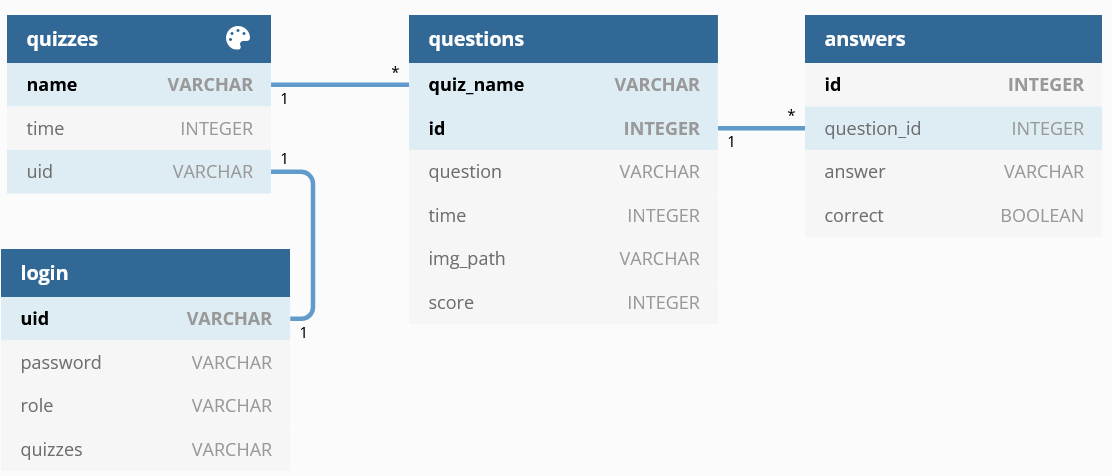 quizzes
name VARCHAR
time INTEGER
uid VARCHAR
1
1
*
questions
quiz_name VARCHAR
id INTEGER
question VARCHAR
time INTEGER
img_path VARCHAR
score INTEGER
1
*
answers
id INTEGER
question_id INTEGER
answer VARCHAR
correct BOOLEAN
login
uid VARCHAR
password VARCHAR
role VARCHAR
quizzes VARCHAR
1